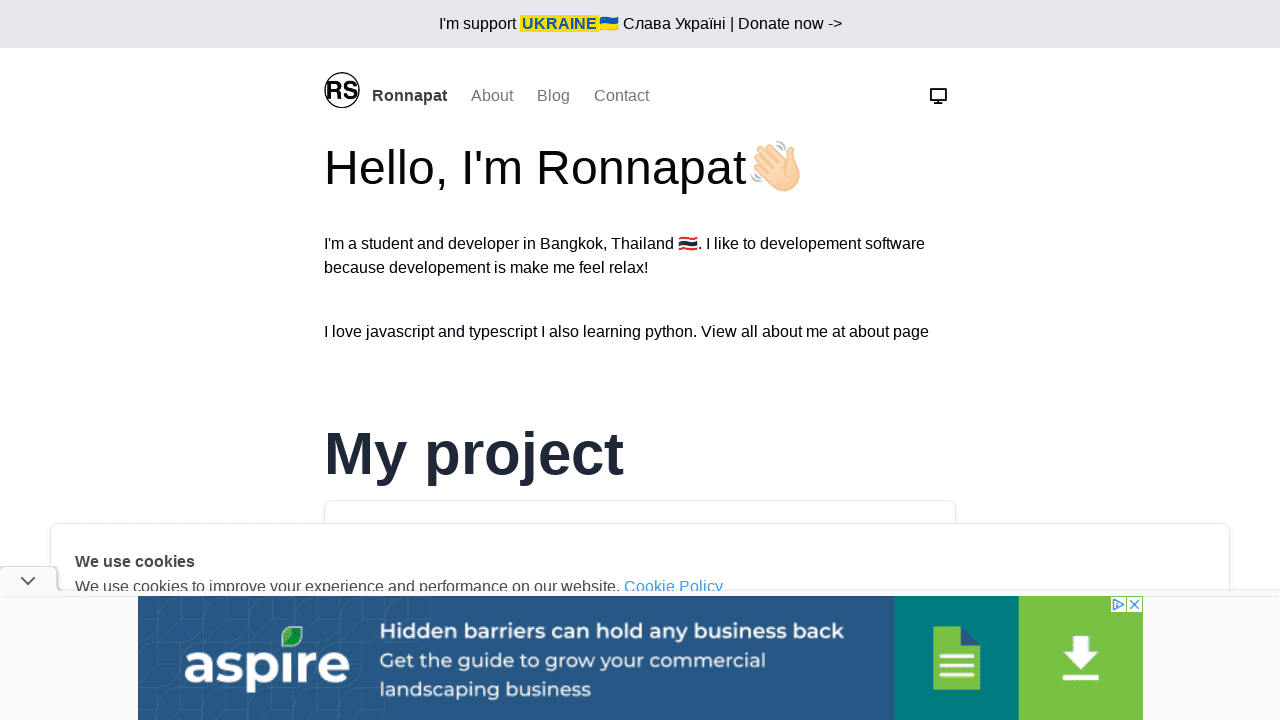 I'm support UKRAINE🇺🇦 Слава Україні | Donate now ->
RS Ronnapat About Blog Contact
Hello, I'm Ronnapat👋🏻
I'm a student and developer in Bangkok, Thailand 🇹🇭. I like to developement software
because developement is make me feel relax!
I love javascript and typescript I also learning python. View all about me at about page
My project
We use cookies
We use cookies to improve your experience and performance on our website. Cookie Policy
aspire
Hidden barriers can hold any business back
Get the guide to grow your commercial
landscaping business